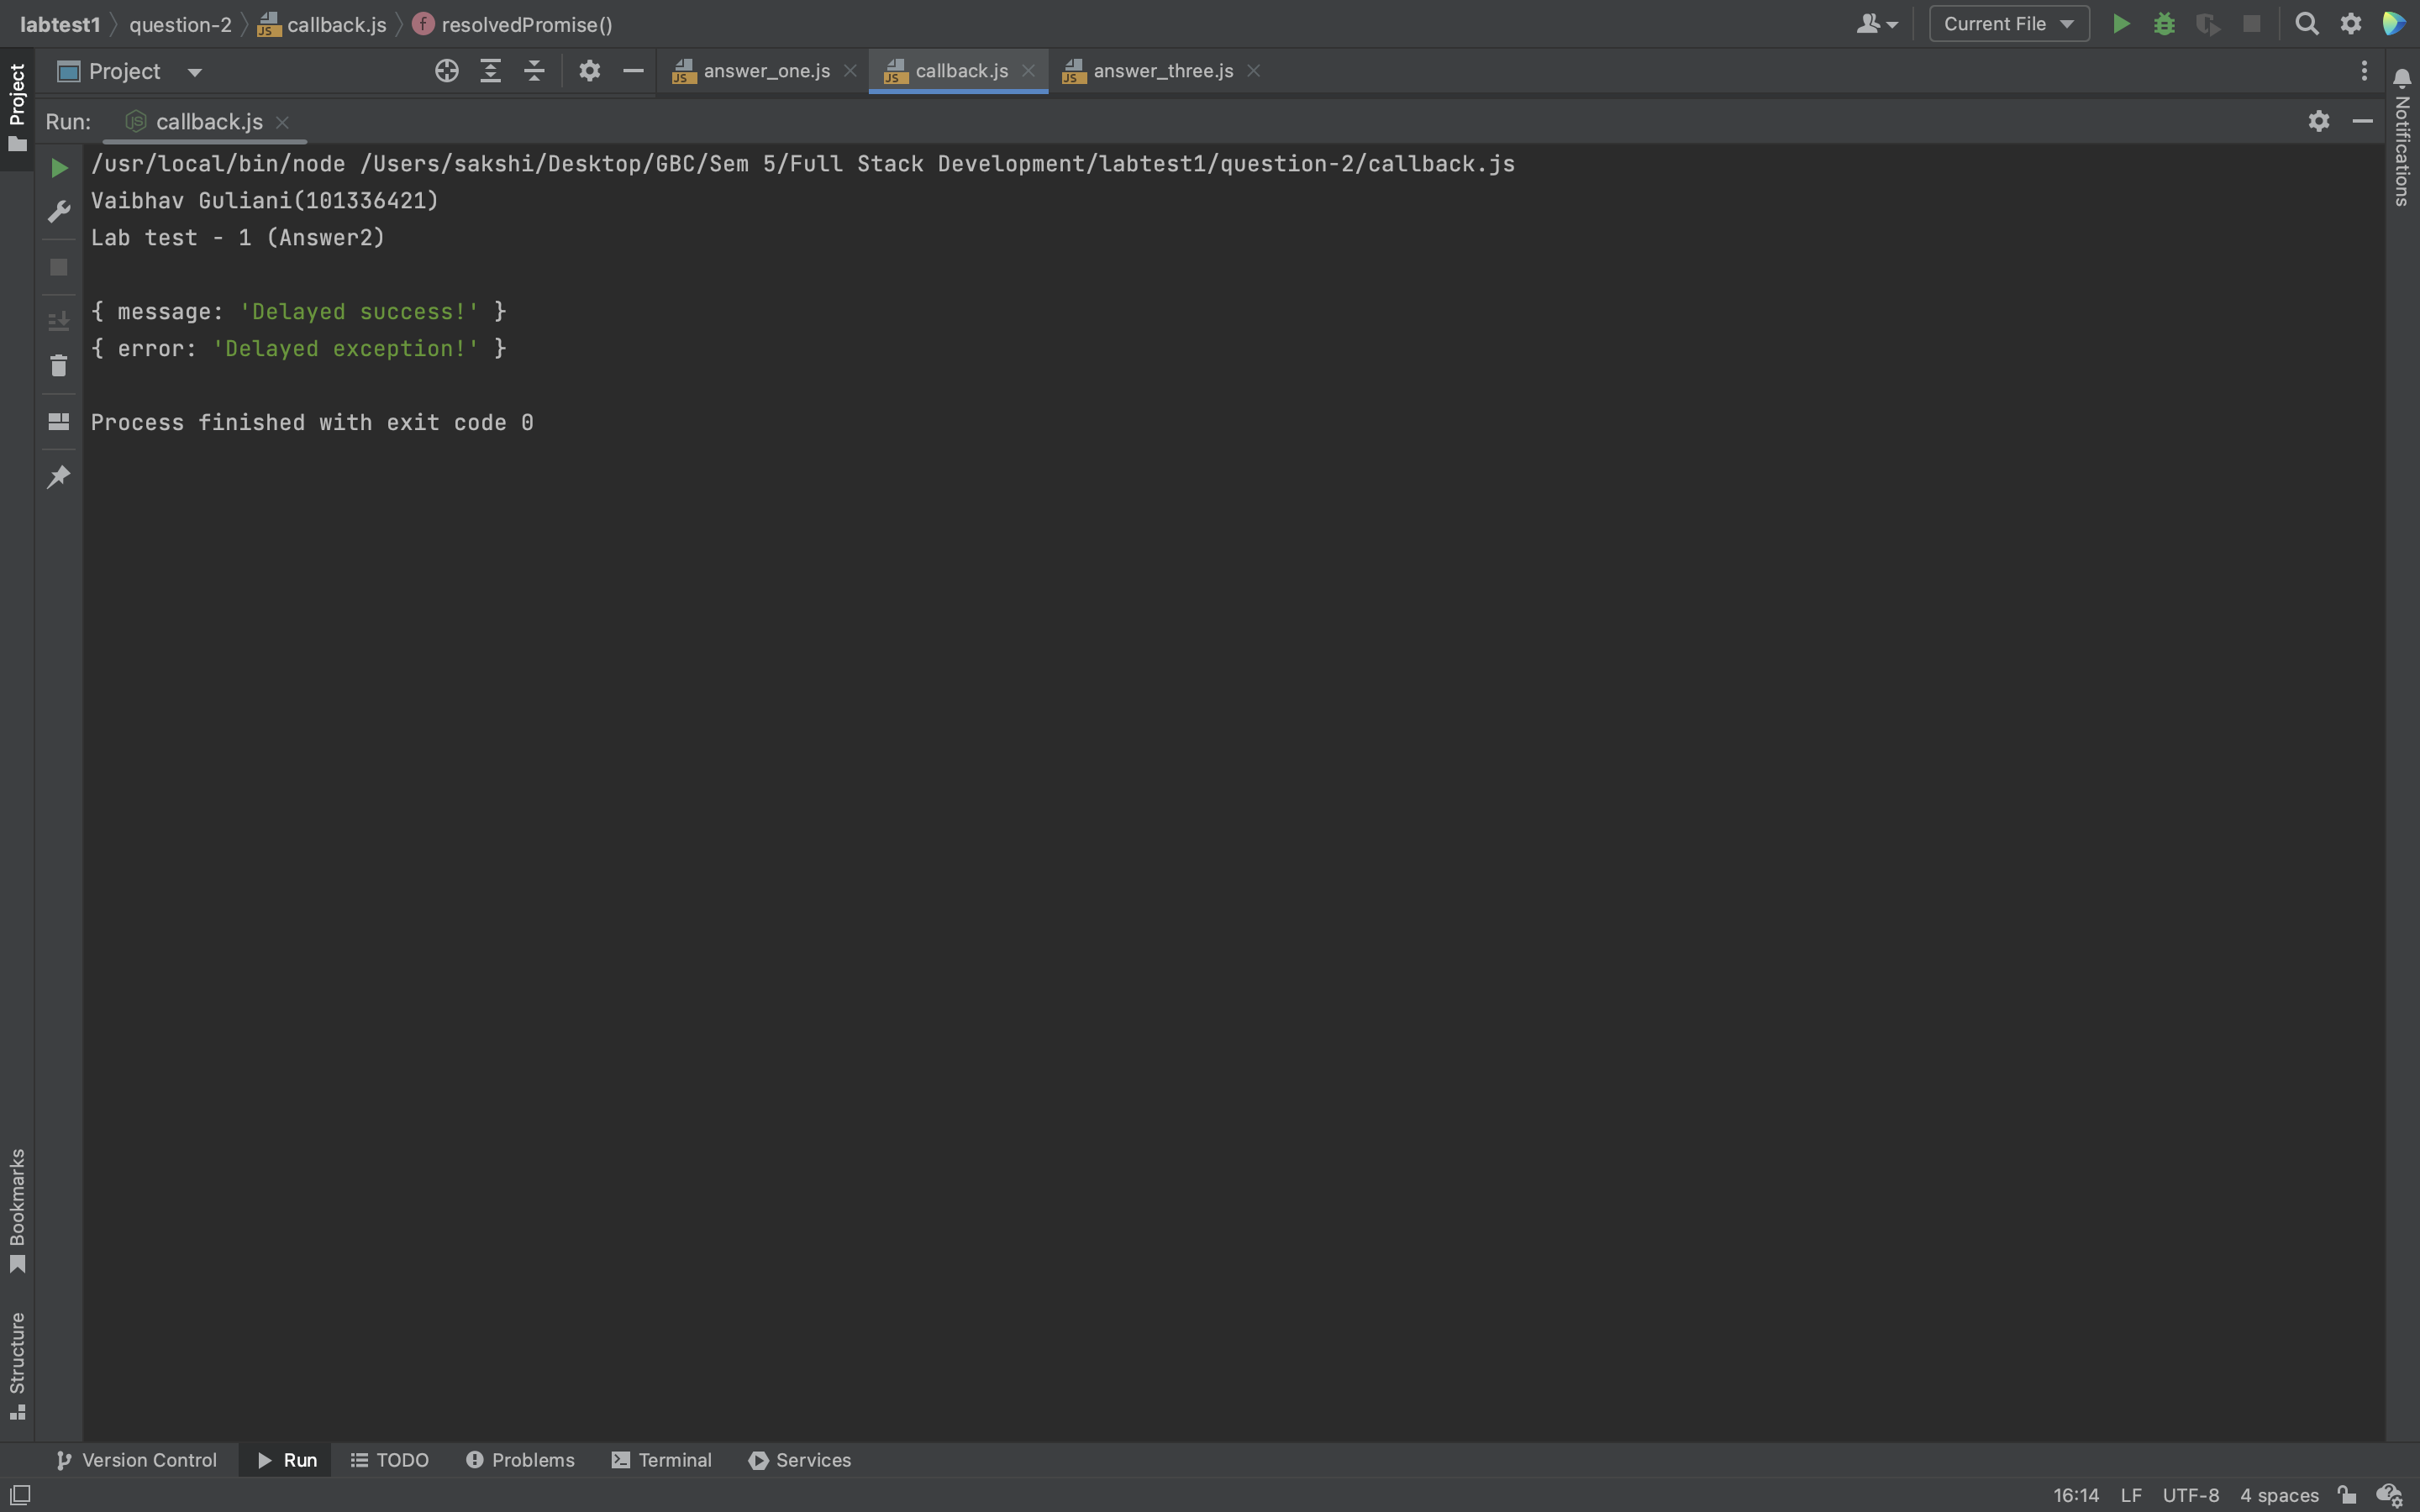 labtest1 question-2 callback.js resolvedPromise() Current File
Project answer_one.js callback.js answer_three.js
Run: callback.js
/usr/local/bin/node /Users/sakshi/Desktop/GBC/Sem 5/Full Stack Development/labtest1/question-2/callback.js
Vaibhav Guliani(101336421)
Lab test - 1 (Answer2)
{ message: 'Delayed success!' }
{ error: 'Delayed exception!' }
Process finished with exit code 0
Project
Bookmarks
Structure
Notifications
Version Control Run TODO Problems Terminal Services
16:14 LF UTF-8 4 spaces